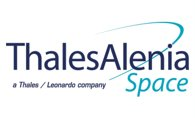 ThalesAlenia
a Thales / Leonardo company
Space